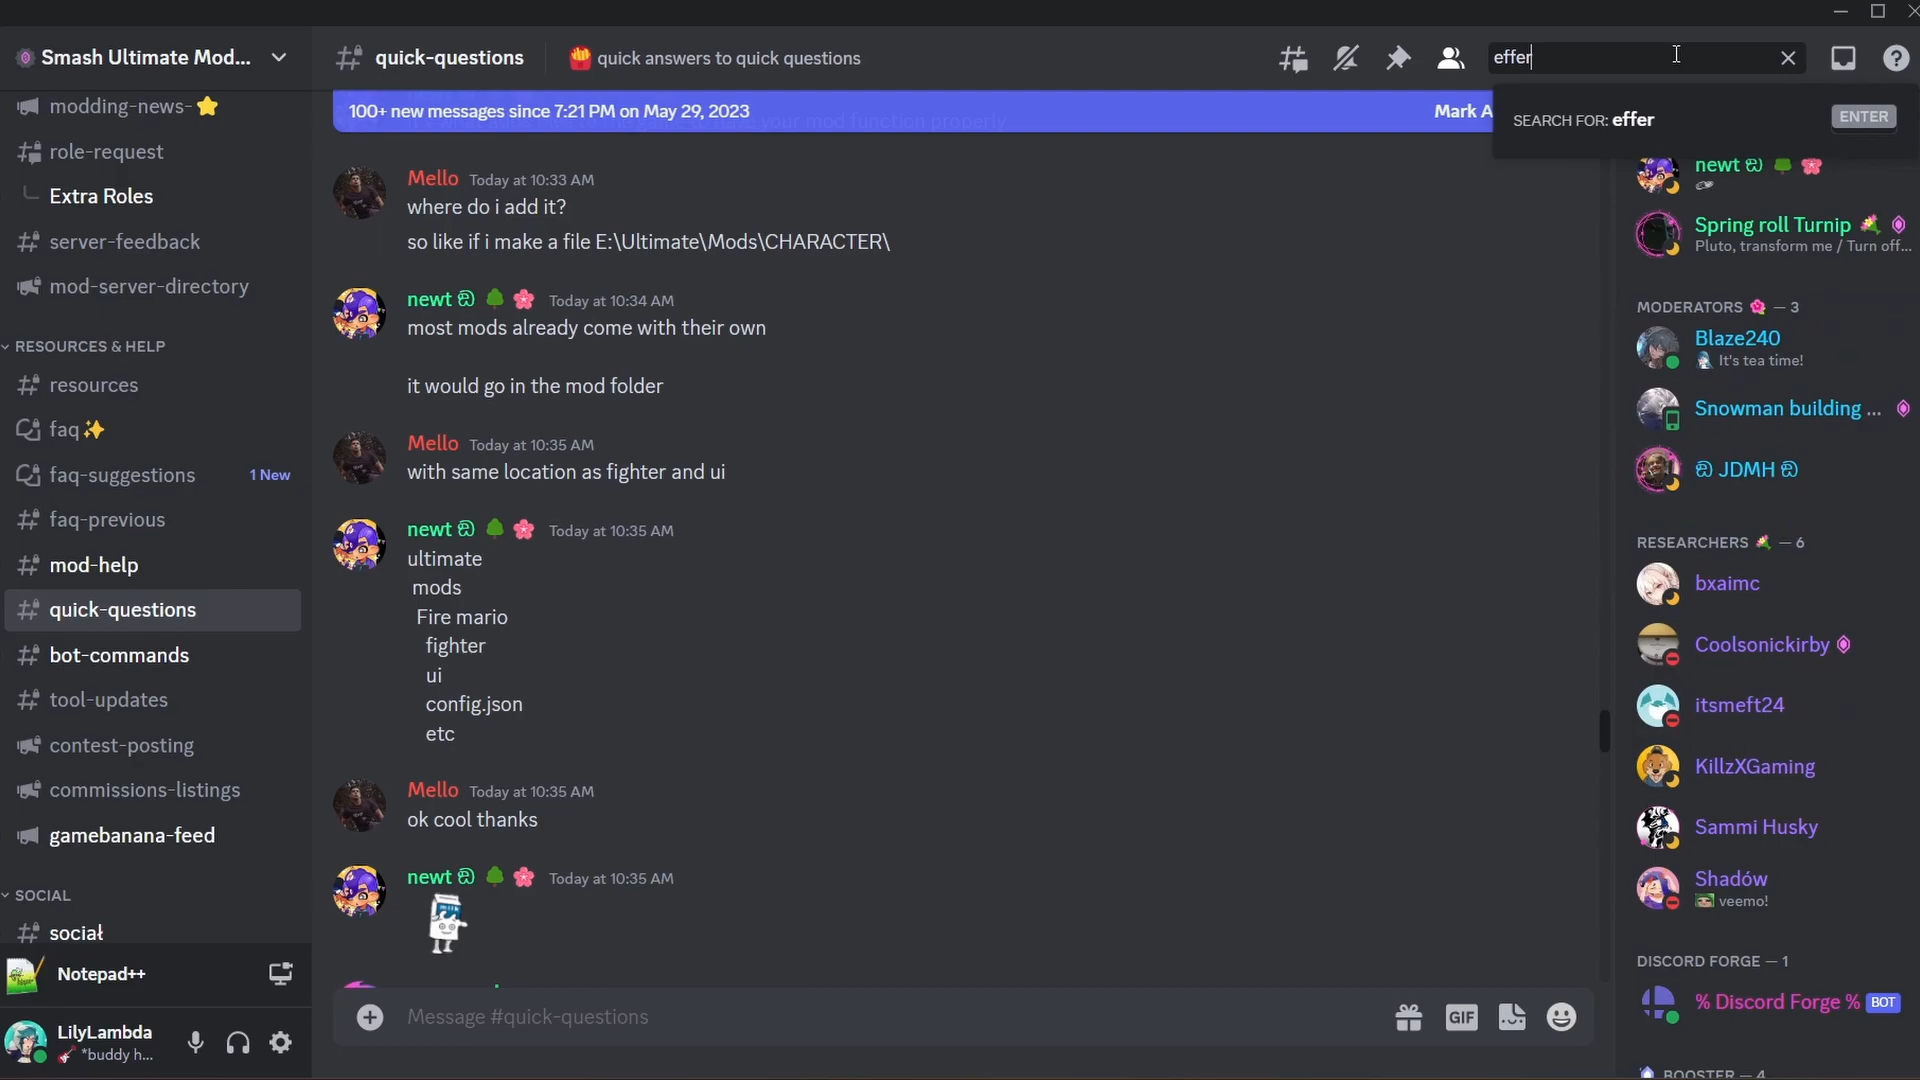 Smash Ultimate Mod...
modding-news-⭐
role-request
Extra Roles
server-feedback
mod-server-directory
RESOURCES & HELP
resources
faq✨
faq-suggestions 1 New
faq-previous
mod-help
quick-questions
bot-commands
tool-updates
contest-posting
commissions-listings
gamebanana-feed
SOCIAL
sociał
Notepad++
LilyLambda
🎸 *buddy h...
quick-questions
🍟 quick answers to quick questions
effer
SEARCH FOR: effer ENTER
100+ new messages since 7:21 PM on May 29, 2023 Mark A
your mod function properly
Mello Today at 10:33 AM
where do i add it?
so like if i make a file E:\Ultimate\Mods\CHARACTER\
newt ඞ 🌳 🌸 Today at 10:34 AM
most mods already come with their own
it would go in the mod folder
Mello Today at 10:35 AM
with same location as fighter and ui
newt ඞ 🌳 🌸 Today at 10:35 AM
ultimate
mods
Fire mario
fighter
ui
config.json
etc
Mello Today at 10:35 AM
ok cool thanks
newt ඞ 🌳 🌸 Today at 10:35 AM
Message #quick-questions
GIF
newt ඞ 🌳 🌸
Spring roll Turnip
Pluto, transform me / Turn off...
MODERATORS 🌺 — 3
Blaze240
It's tea time!
Snowman building ...
ඞ JDMH ඞ
RESEARCHERS 💐 — 6
bxaimc
Coolsonickirby
itsmeft24
KillzXGaming
Sammi Husky
Shadów
veemo!
DISCORD FORGE — 1
% Discord Forge % BOT
BOOSTER — 4